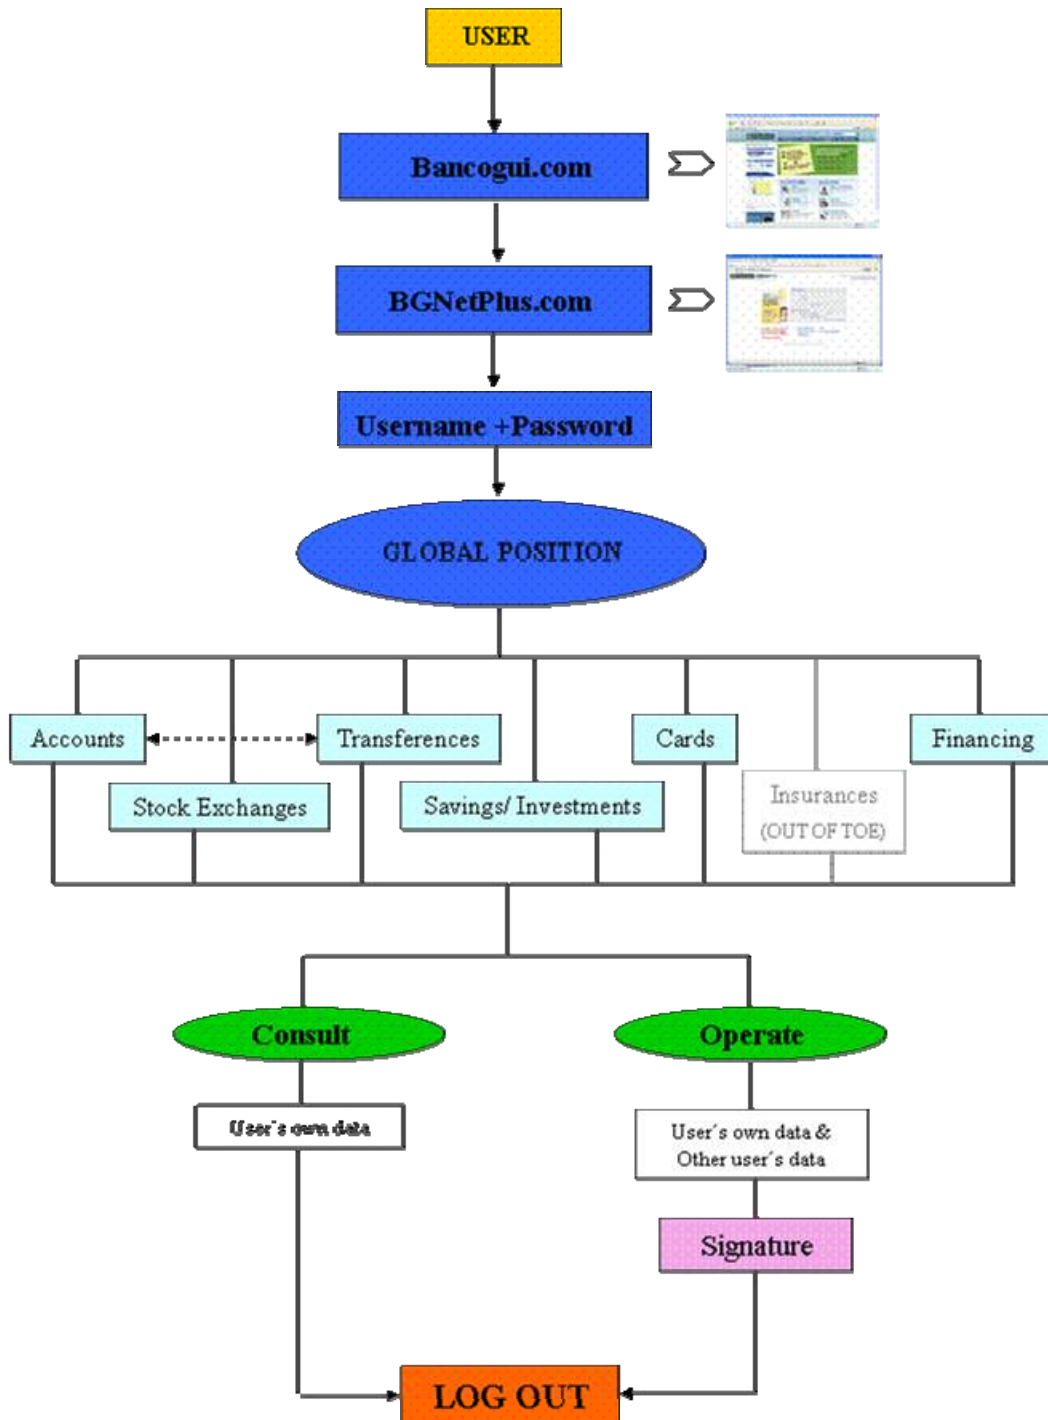 USER
Bancogui.com
BGNetPlus.com
Username +Password
GLOBAL POSITION
Accounts
Transferences
Cards
Financing
Stock Exchanges
Savings/ Investments
Insurances
(OUT OF TOE)
Consult
Operate
User´s own data
User´s own data &
Other user´s data
Signature
LOG OUT